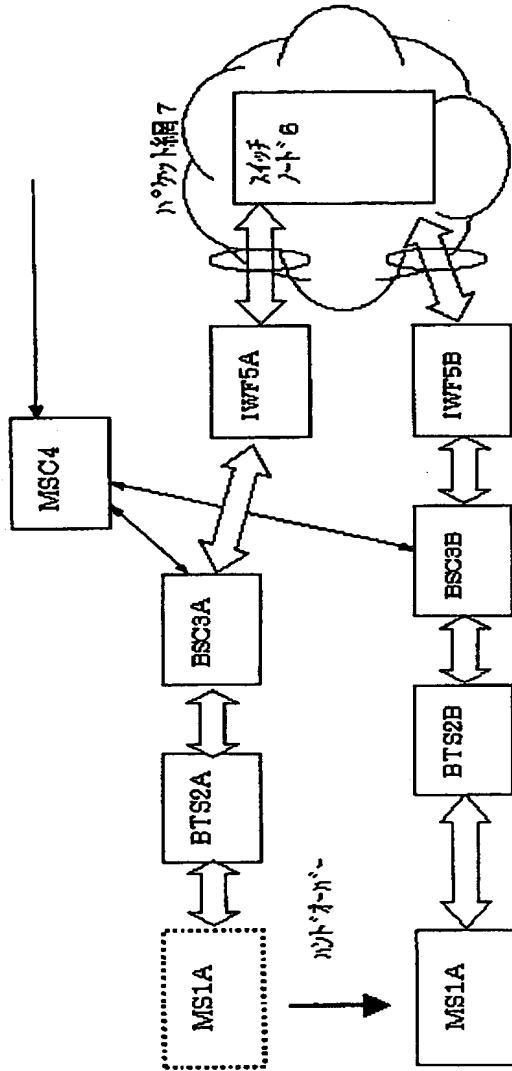 MSC4
パケット網7
スイッチ
ノード6
MS1A
BTS2A
BSC3A
IWF5A
ハンドオーバー
MS1A
BTS2B
BSC3B
IWF5B